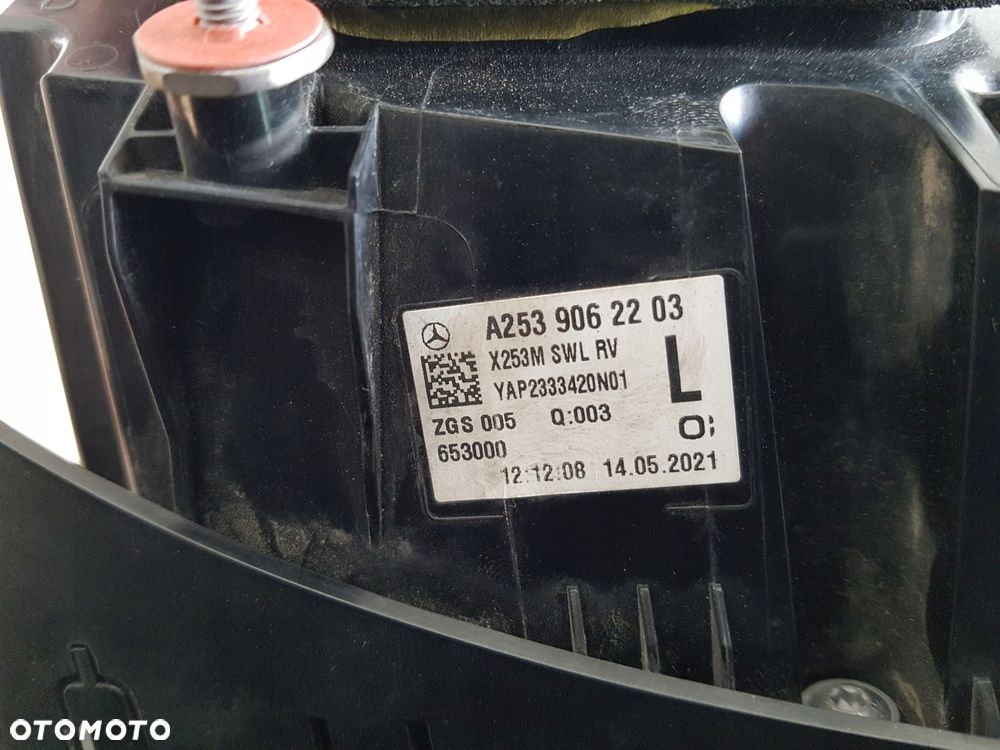 A253 906 22 03
X253M SWL RV
L
YAP2333420N01
ZGS 005 Q:003
O;
653000
12:12:08 14.05.2021
OTOMOTO